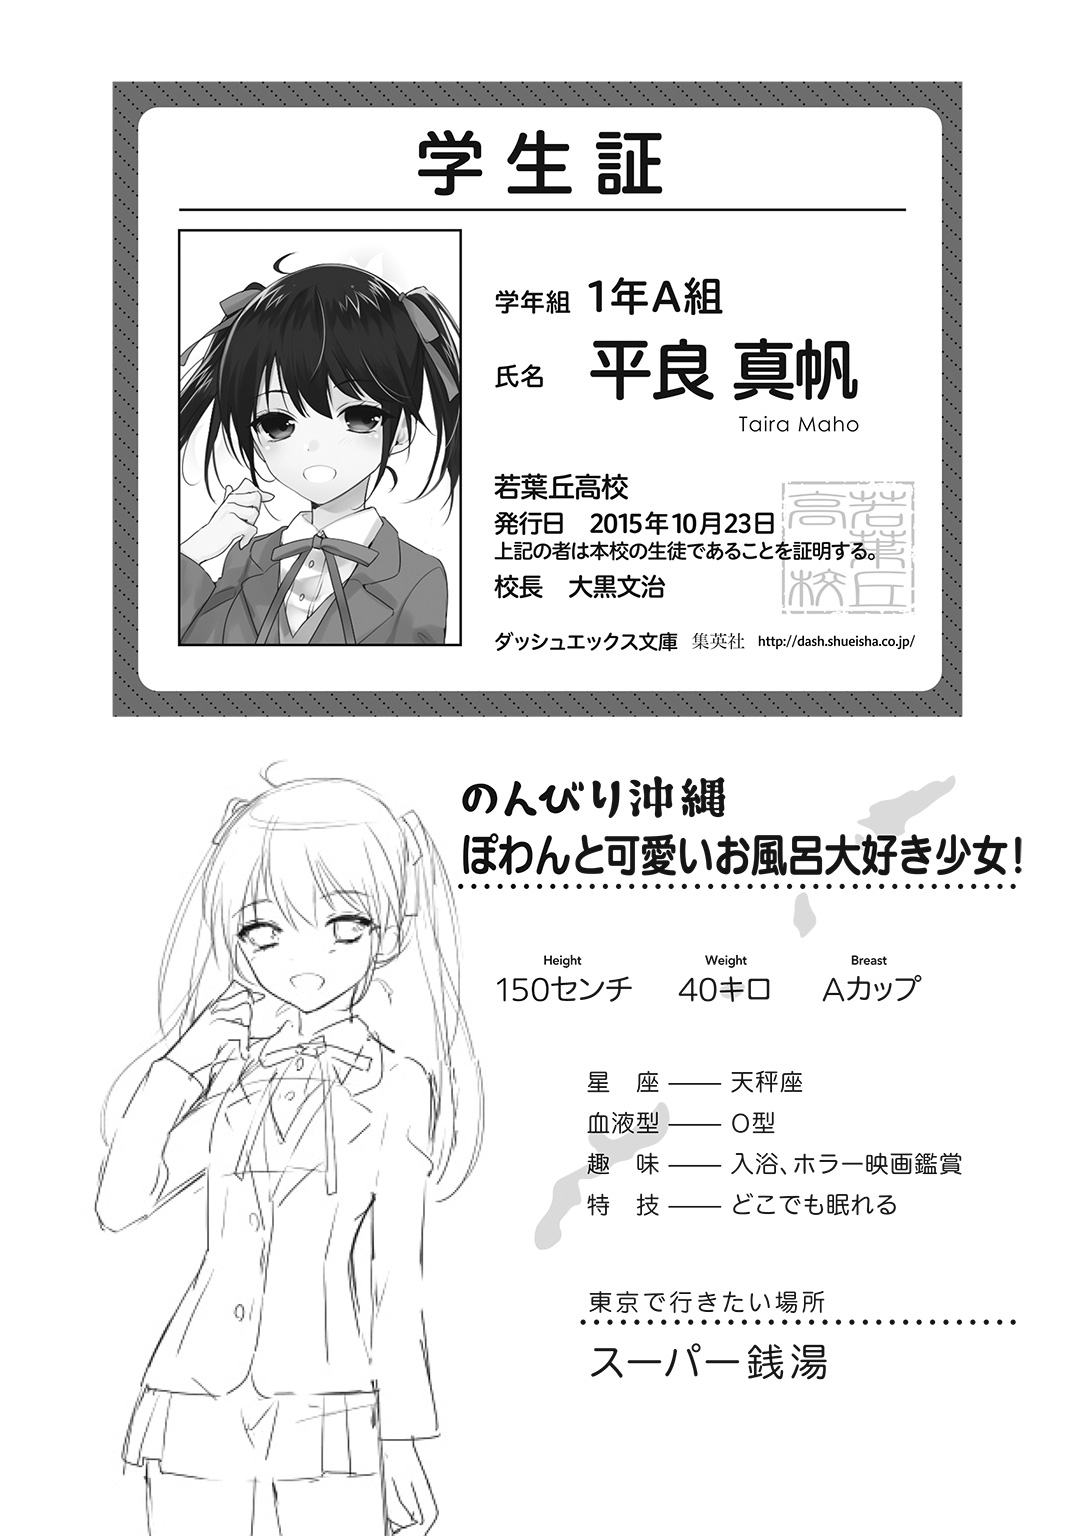 学生証
学年組 1年A組
氏名 平良 真帆
Taira Maho
若葉丘高校
発行日 2015年10月23日
上記の者は本校の生徒であることを証明する。
校長 大黒文治
若葉丘高校
ダッシュエックス文庫 集英社 http://dash.shueisha.co.jp/
のんびり沖縄
ぽわんと可愛いお風呂大好き少女!
Height Weight Breast
150センチ 40キロ Aカップ
星 座 ―― 天秤座
血液型 ―― O型
趣 味 ―― 入浴、ホラー映画鑑賞
特 技 ―― どこでも眠れる
東京で行きたい場所
スーパー銭湯